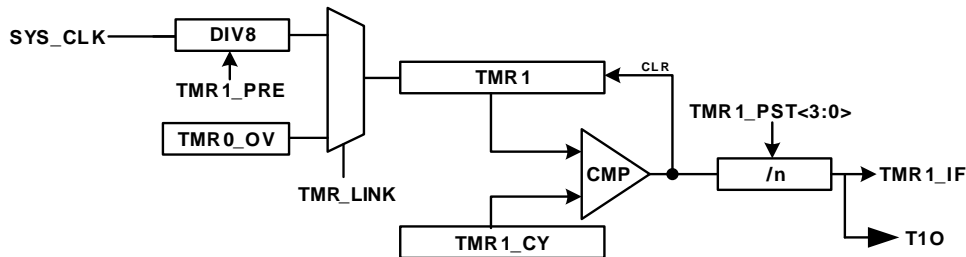 SYS_CLK
DIV8
TMR1_PRE
TMR0_OV
TMR_LINK
TMR1
CLR
CMP
TMR1_CY
TMR1_PST<3:0>
/n
TMR1_IF
T1O